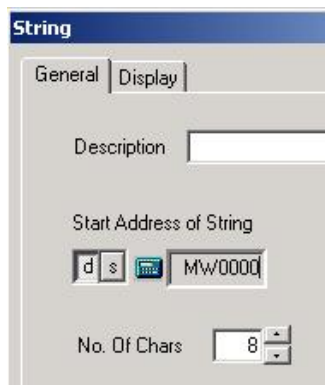 String
General Display
Description
Start Address of String
d s MW0000
No. Of Chars 8